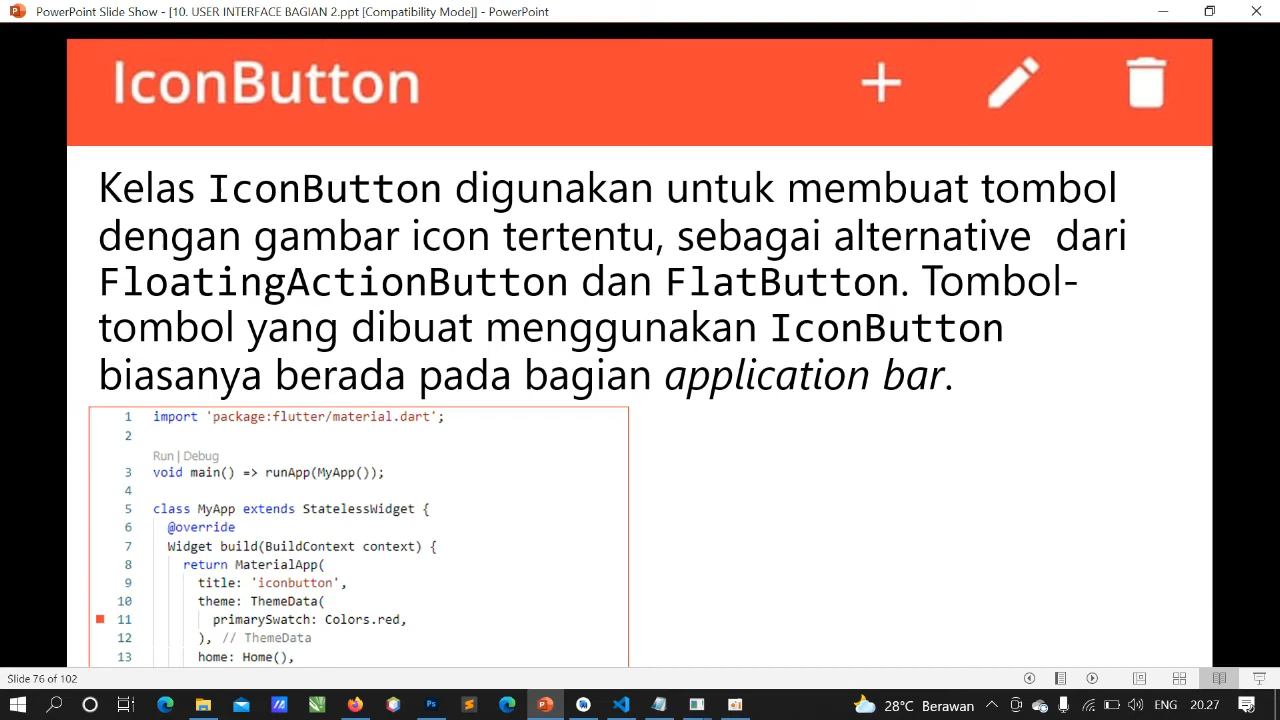 PowerPoint Slide Show - [10. USER INTERFACE BAGIAN 2.ppt [Compatibility Mode]] - PowerPoint
IconButton
Kelas IconButton digunakan untuk membuat tombol
dengan gambar icon tertentu, sebagai alternative dari
FloatingActionButton dan FlatButton. Tombol-
tombol yang dibuat menggunakan IconButton
biasanya berada pada bagian application bar.
1 import 'package:flutter/material.dart';
2
Run | Debug
3 void main() => runApp(MyApp());
4
5 class MyApp extends StatelessWidget {
6 @override
7 Widget build(BuildContext context) {
8 return MaterialApp(
9 title: 'iconbutton',
10 theme: ThemeData(
11 primarySwatch: Colors.red,
12 ), // ThemeData
13 home: Home(),
Slide 76 of 102
28°C Berawan ENG 20.27